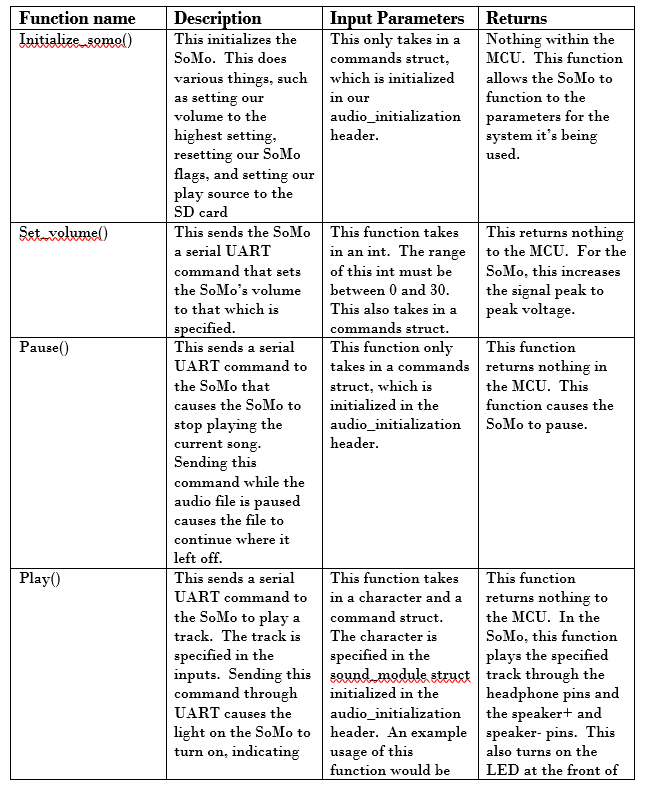 Function name
Description
Input Parameters
Returns
Initialize_somo()
This initializes the
SoMo.  This does
various things, such
as setting our
volume to the
highest setting,
resetting our SoMo
flags, and setting our
play source to the
SD card
This only takes in a
commands struct,
which is initialized
in our
audio_initialization
header.
Nothing within the
MCU.  This function
allows the SoMo to
function to the
parameters for the
system it's being
used.
Set_volume()
This sends the SoMo
a serial UART
command that sets
the SoMo's volume
to that which is
specified.
This function takes
in an int.  The range
of this int must be
between 0 and 30.
This also takes in a
commands struct.
This returns nothing
to the MCU.  For the
SoMo, this increases
the signal peak to
peak voltage.
Pause()
This sends a serial
UART command to
the SoMo that
causes the SoMo to
stop playing the
current song.
Sending this
command while the
audio file is paused
causes the file to
continue where it
left off.
This function only
takes in a commands
struct, which is
initialized in the
audio_initialization
header.
This function
returns nothing in
the MCU.  This
function causes the
SoMo to pause.
Play()
This sends a serial
UART command to
the SoMo to play a
track.  The track is
specified in the
inputs.  Sending this
command through
UART causes the
light on the SoMo to
turn on, indicating
This function takes
in a character and a
command struct.
The character is
specified in the
sound_module struct
initialized in the
audio_initialization
header.  An example
usage of this
function would be
This function
returns nothing to
the MCU.  In the
SoMo, this function
plays the specified
track through the
headphone pins and
the speaker+ and
speaker- pins.  This
also turns on the
LED at the front of